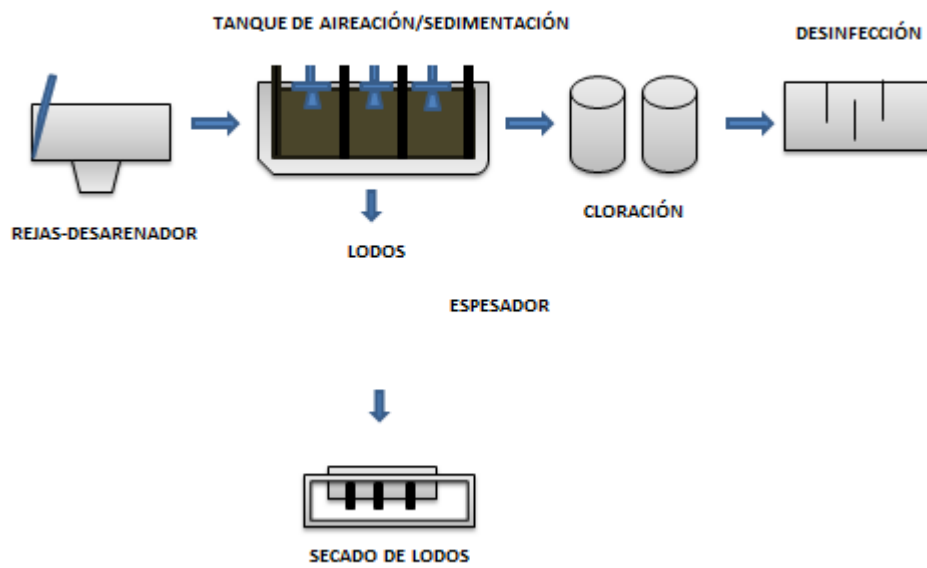 TANQUE DE AIREACIÓN/SEDIMENTACIÓN
DESINFECCIÓN
REJAS-DESARENADOR
CLORACIÓN
LODOS
ESPESADOR
SECADO DE LODOS